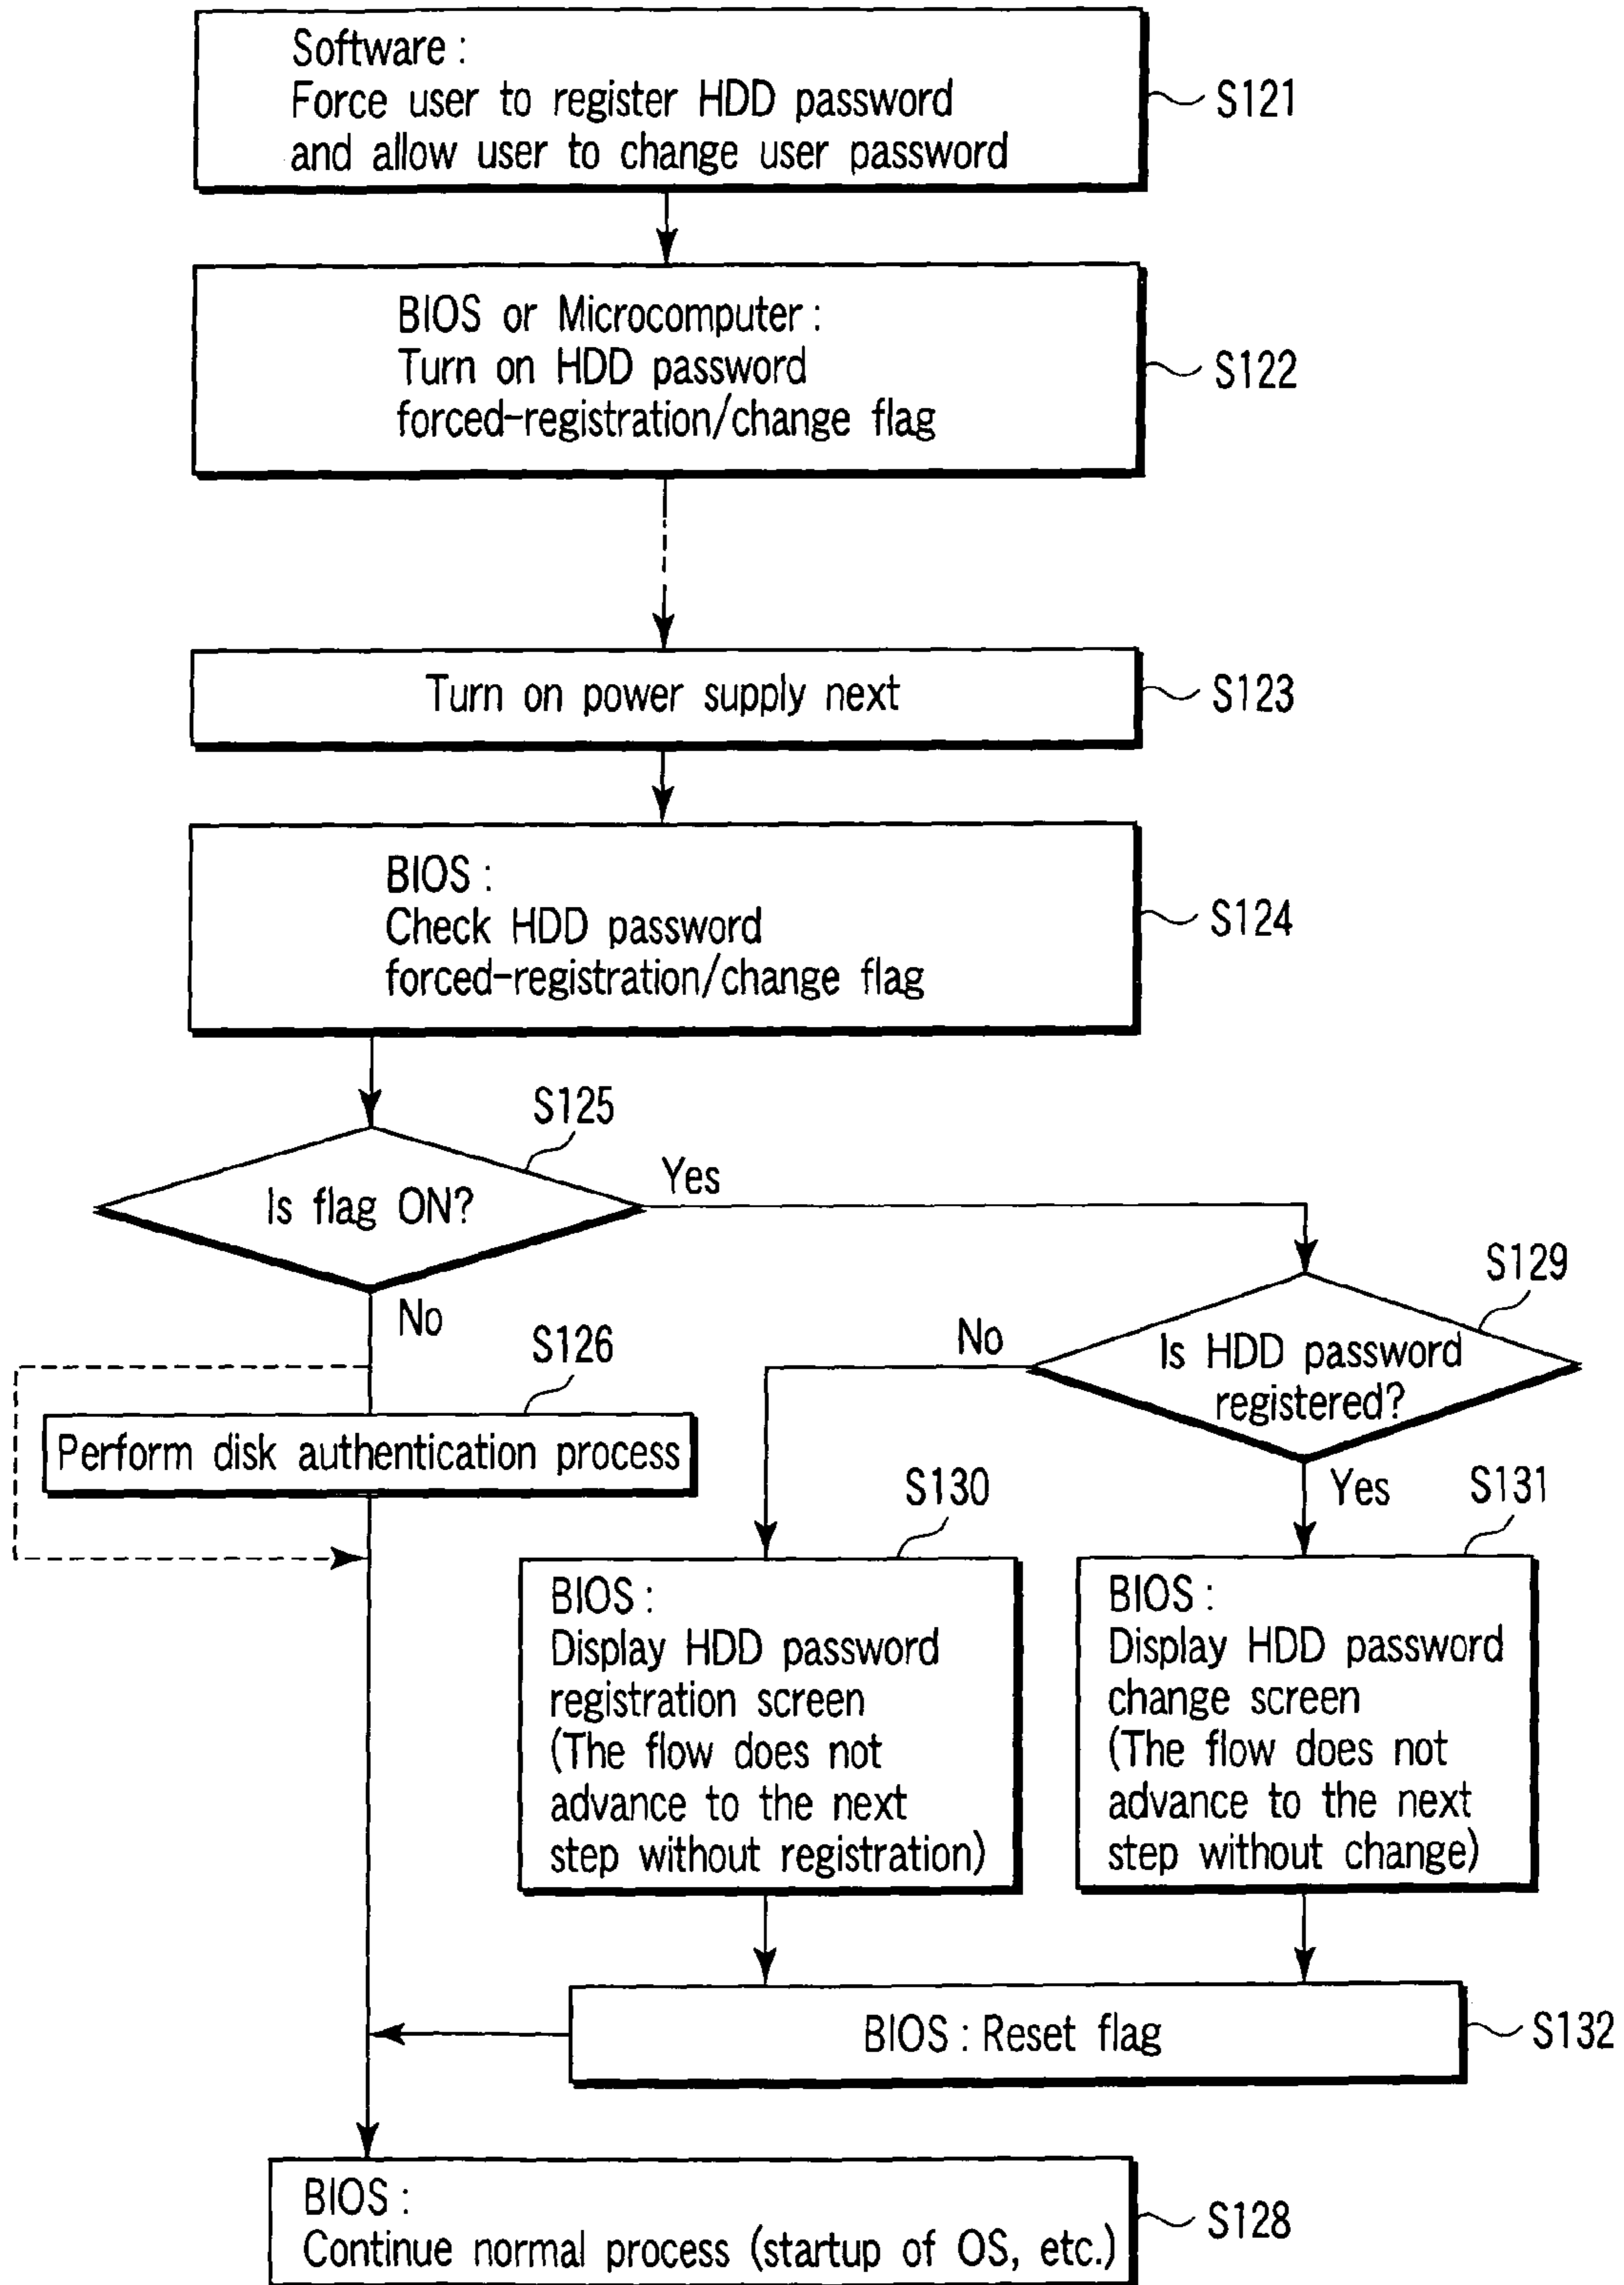 Software :
Force user to register HDD password
and allow user to change user password
S121
BIOS or Microcomputer :
Turn on HDD password
forced-registration/change flag
S122
Turn on power supply next
S123
BIOS :
Check HDD password
forced-registration/change flag
S124
S125
Is flag ON?
Yes
No
S129
Is HDD password
registered?
No
Yes
S126
Perform disk authentication process
S130
BIOS :
Display HDD password
registration screen
(The flow does not
advance to the next
step without registration)
S131
BIOS :
Display HDD password
change screen
(The flow does not
advance to the next
step without change)
BIOS : Reset flag
S132
BIOS :
Continue normal process (startup of OS, etc.)
S128